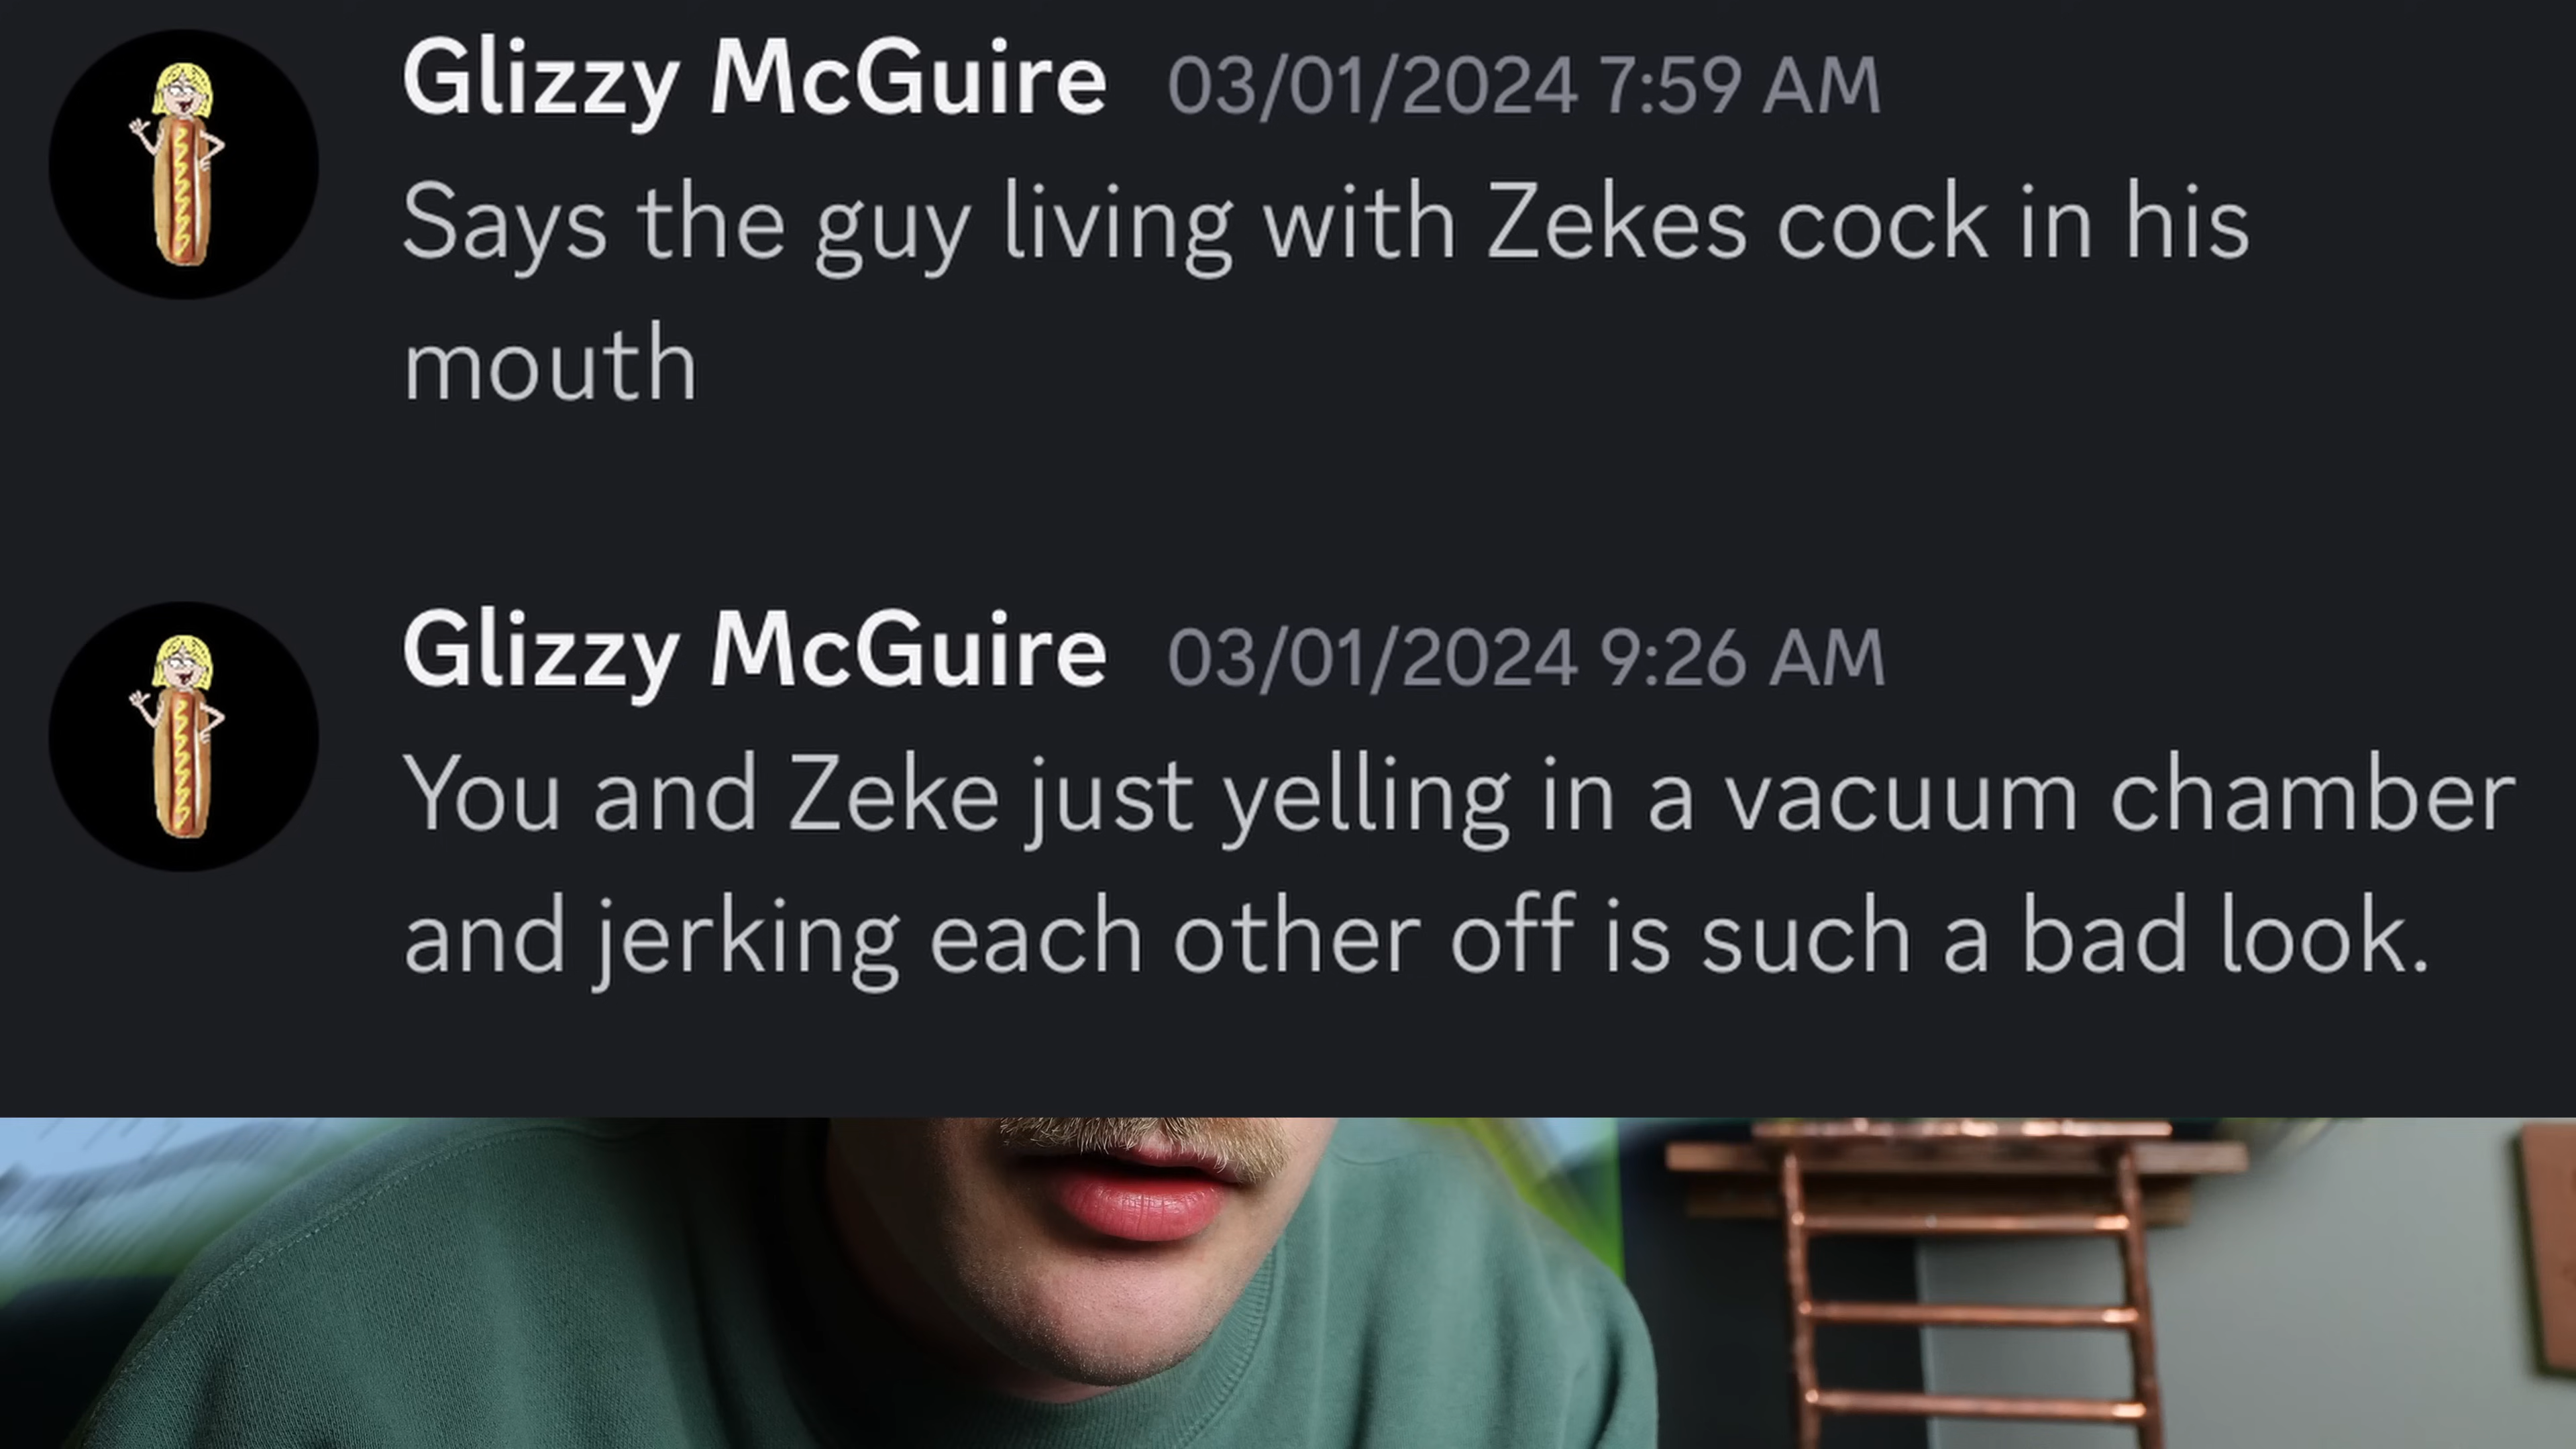 Glizzy McGuire 03/01/2024 7:59 AM
Says the guy living with Zekes cock in his
mouth
Glizzy McGuire 03/01/2024 9:26 AM
You and Zeke just yelling in a vacuum chamber
and jerking each other off is such a bad look.